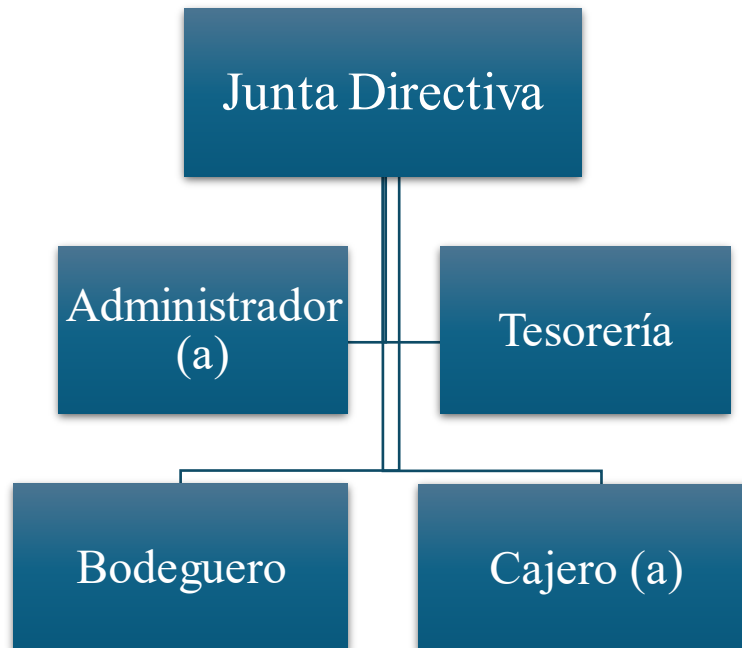 Junta Directiva
Administrador
(a)
Tesorería
Bodeguero
Cajero (a)